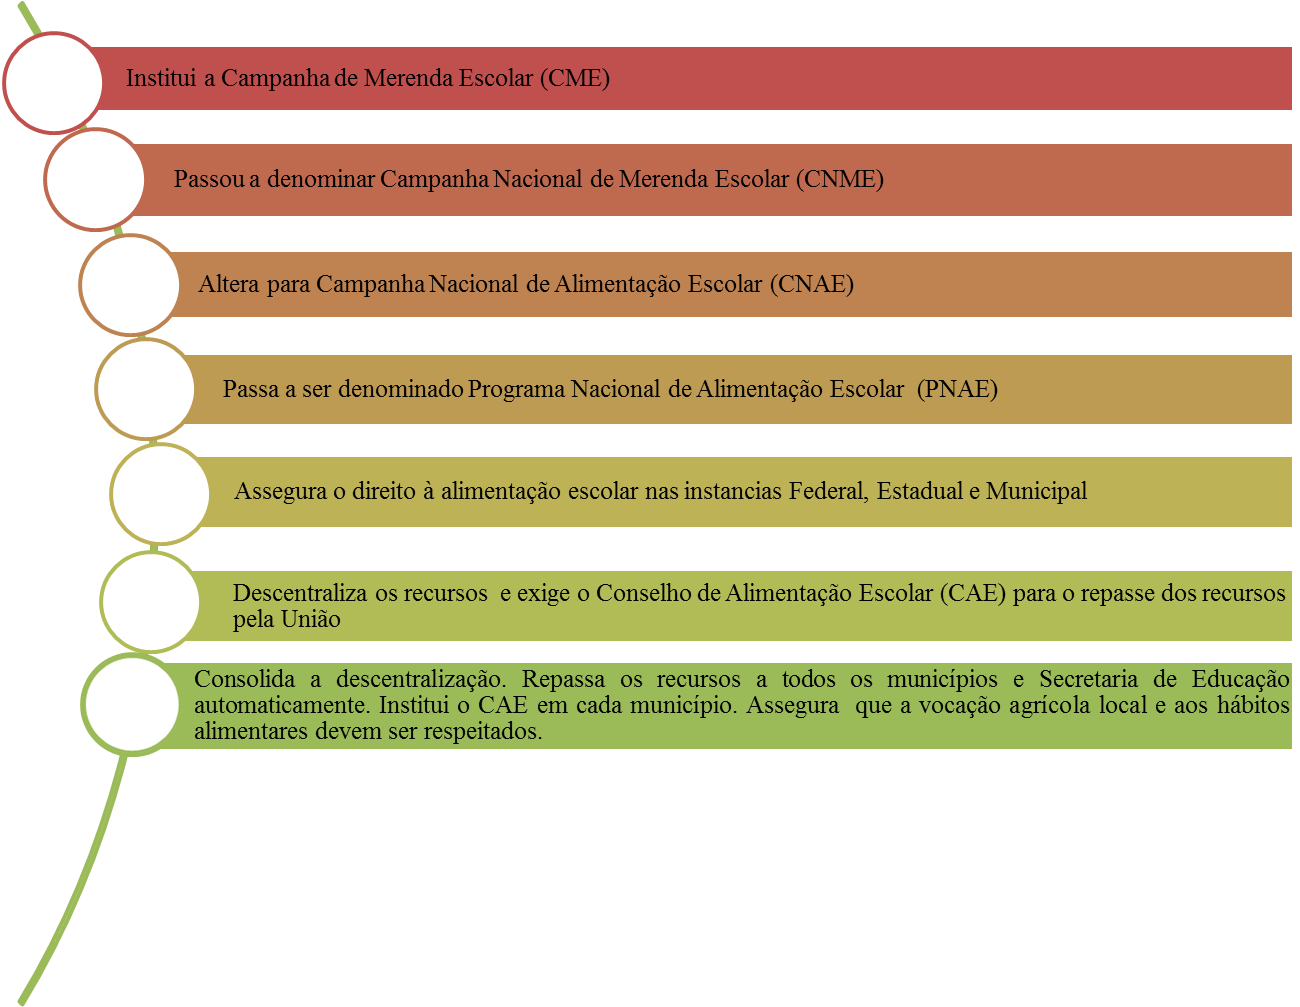 Institui a Campanha de Merenda Escolar (CME)
Passou a denominar Campanha Nacional de Merenda Escolar (CNME)
Altera para Campanha Nacional de Alimentação Escolar (CNAE)
Passa a ser denominado Programa Nacional de Alimentação Escolar (PNAE)
Assegura o direito à alimentação escolar nas instancias Federal, Estadual e Municipal
Descentraliza os recursos e exige o Conselho de Alimentação Escolar (CAE) para o repasse dos recursos
pela União
Consolida a descentralização. Repassa os recursos a todos os municípios e Secretaria de Educação
automaticamente. Institui o CAE em cada município. Assegura que a vocação agrícola local e aos hábitos
alimentares devem ser respeitados.